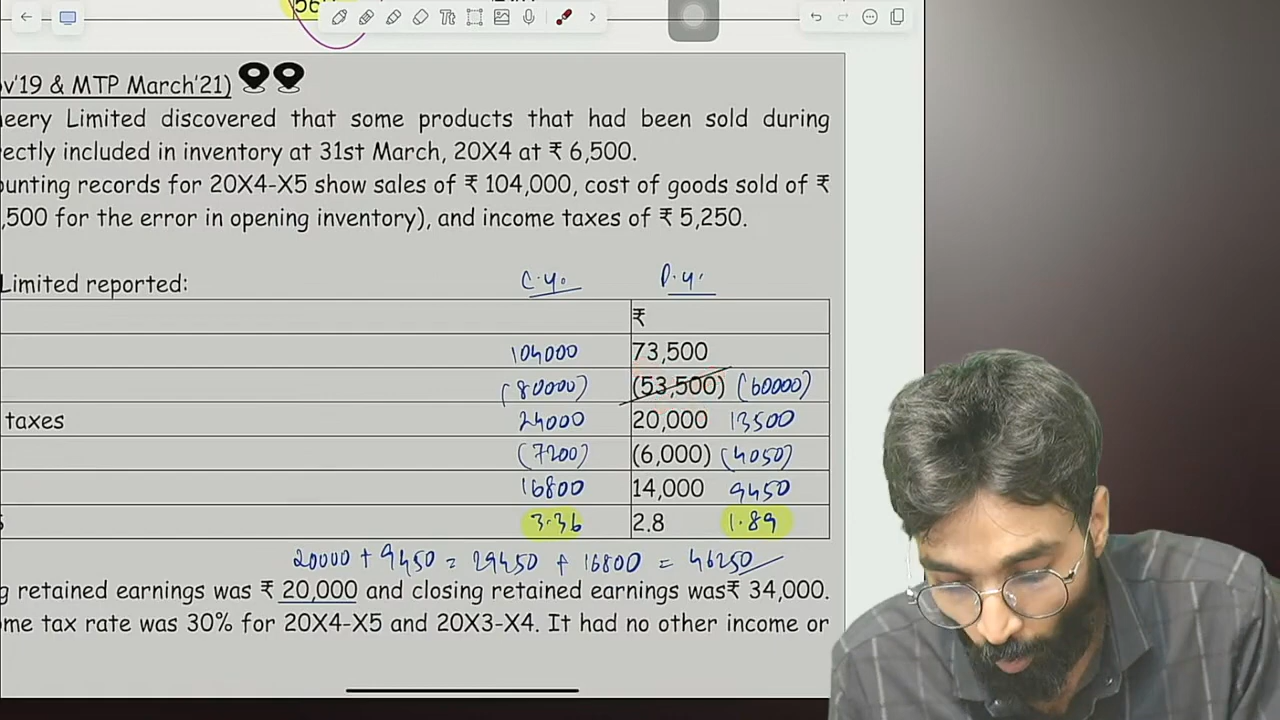 56
Tt
ov'19 & MTP March'21)
heery Limited discovered that some products that had been sold during
rectly included in inventory at 31st March, 20X4 at ₹ 6,500.
ounting records for 20X4-X5 show sales of ₹ 104,000, cost of goods sold of ₹
,500 for the error in opening inventory), and income taxes of ₹ 5,250.
Limited reported: C.y. P.y.
₹
104000 73,500
(80000) (53,500) (60000)
taxes 24000 20,000 13500
(7200) (6,000) (4050)
16800 14,000 9450
3.36 2.8 1.89
20000 + 9450 = 29450 + 16800 = 46250
g retained earnings was ₹ 20,000 and closing retained earnings was₹ 34,000.
ome tax rate was 30% for 20X4-X5 and 20X3-X4. It had no other income or